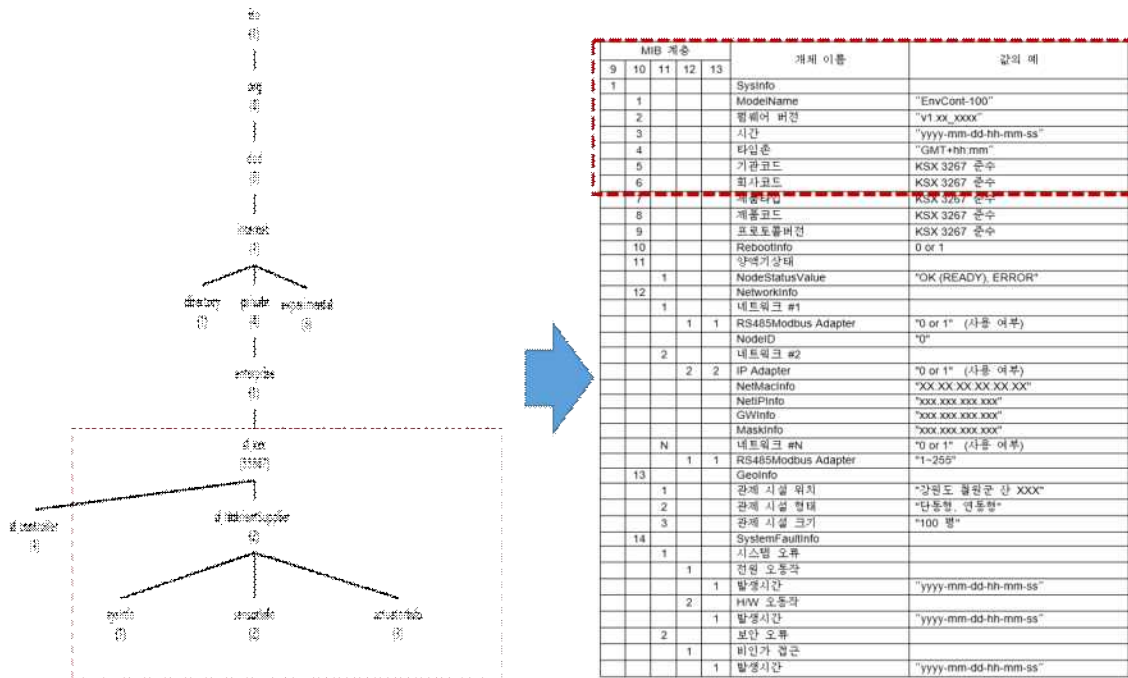 org
internet
directory
private
experimental
enterprise
sf_controller
sf_NutrientSupplier
sysInfo
sensorInfo
actuatorInfo
MIB 계층 개체 이름 값의 예
9 10 11 12 13
1 SysInfo
1 ModelName "EnvCont-100"
2 펌웨어 버전 "v1.xx_xxxx"
3 시간 "yyyy-mm-dd-hh-mm-ss"
4 타임존 "GMT+hh:mm"
5 기관코드 KSX 3267 준수
6 회사코드 KSX 3267 준수
7 제품타입 KSX 3267 준수
8 제품코드 KSX 3267 준수
9 프로토콜버전 KSX 3267 준수
10 RebootInfo 0 or 1
11 양액기상태
1 NodeStatusValue "OK (READY), ERROR"
12 NetworkInfo
1 네트워크 #1
1 1 RS485Modbus Adapter "0 or 1" (사용 여부)
NodeID "0"
2 네트워크 #2
2 2 IP Adapter "0 or 1" (사용 여부)
NetMacInfo "XX.XX.XX.XX.XX.XX"
NetIPInfo "xxx.xxx.xxx.xxx"
GWInfo "xxx.xxx.xxx.xxx"
MaskInfo "xxx.xxx.xxx.xxx"
N 네트워크 #N "0 or 1" (사용 여부)
1 1 RS485Modbus Adapter "1~255"
13 GeoInfo
1 관제 시설 위치 "강원도 철원군 산 XXX"
2 관제 시설 형태 "단동형, 연동형"
3 관제 시설 크기 "100 평"
14 SystemFaultInfo
1 시스템 오류
1 전원 오동작
1 발생시간 "yyyy-mm-dd-hh-mm-ss"
2 H/W 오동작
1 발생시간 "yyyy-mm-dd-hh-mm-ss"
2 보안 오류
1 비인가 접근
1 발생시간 "yyyy-mm-dd-hh-mm-ss"